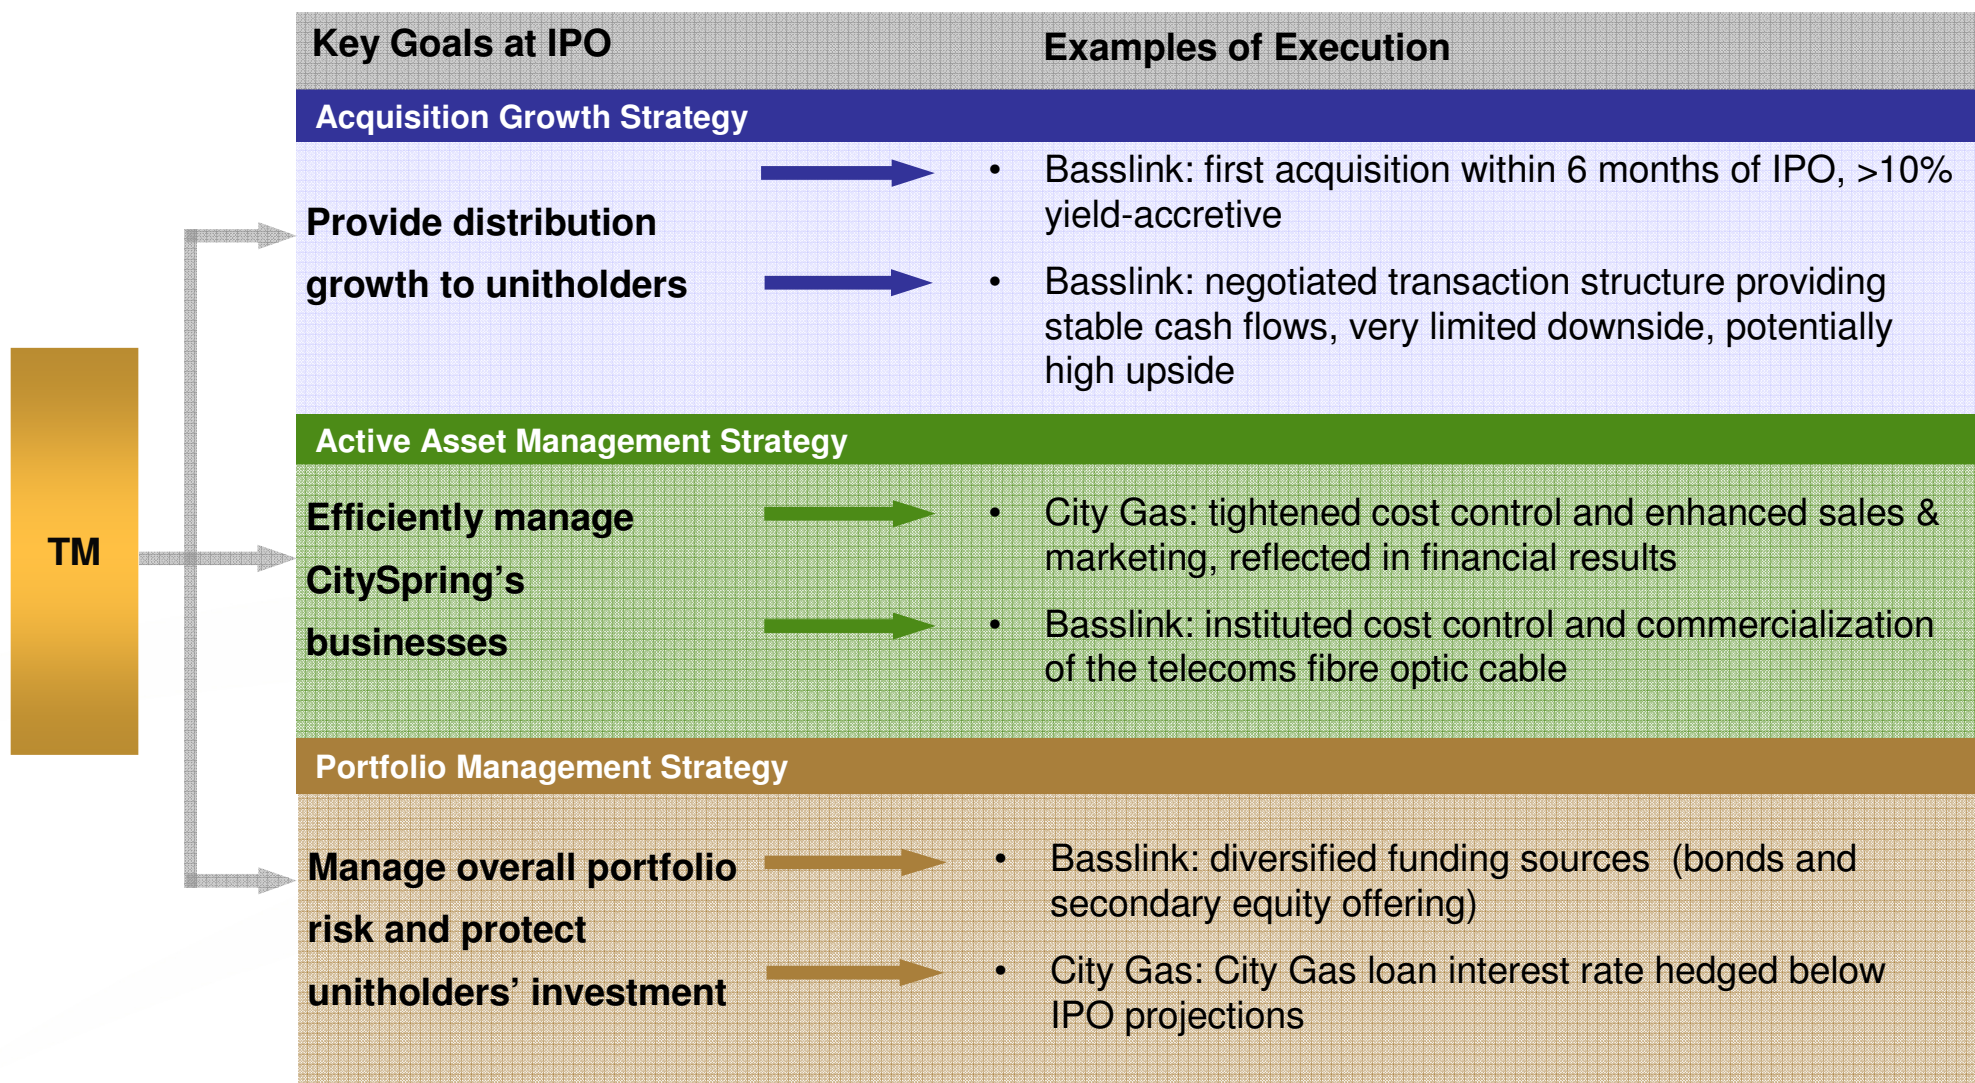 Key Goals at IPO
Examples of Execution
Acquisition Growth Strategy
Provide distribution
growth to unitholders
• Basslink: first acquisition within 6 months of IPO, >10%
yield-accretive
• Basslink: negotiated transaction structure providing
stable cash flows, very limited downside, potentially
high upside
TM
Active Asset Management Strategy
Efficiently manage
CitySpring’s
businesses
• City Gas: tightened cost control and enhanced sales &
marketing, reflected in financial results
• Basslink: instituted cost control and commercialization
of the telecoms fibre optic cable
Portfolio Management Strategy
Manage overall portfolio
risk and protect
unitholders’ investment
• Basslink: diversified funding sources  (bonds and
secondary equity offering)
• City Gas: City Gas loan interest rate hedged below
IPO projections